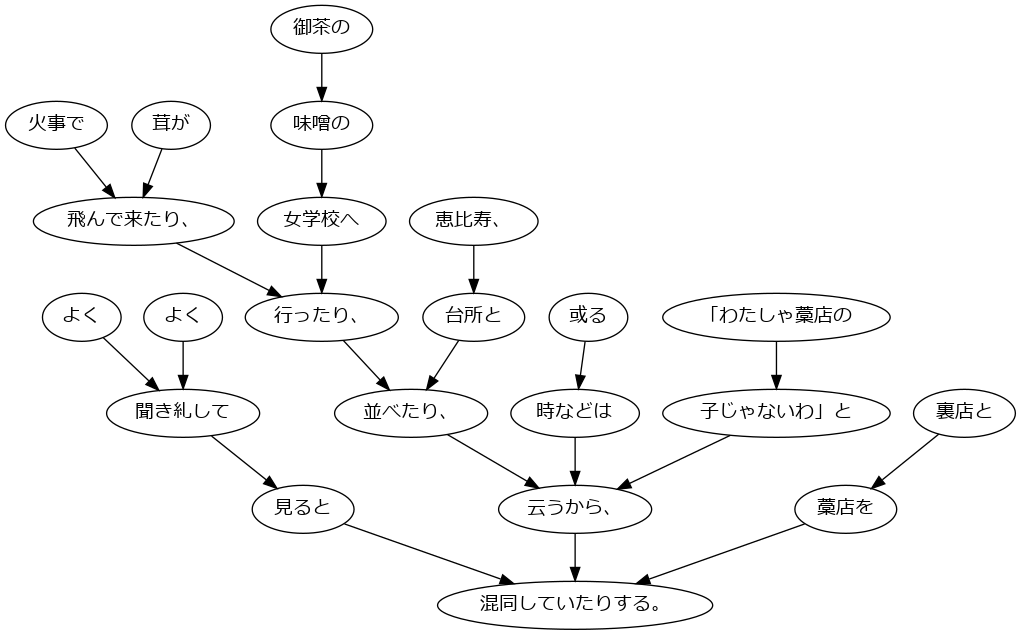 御茶の
火事で
茸が
味噌の
飛んで来たり、
女学校へ
恵比寿、
よく
よく
行ったり、
台所と
或る
「わたしゃ藁店の
聞き糺して
並べたり、
時などは
子じゃないわ」と
裏店と
見ると
云うから、
藁店を
混同していたりする。